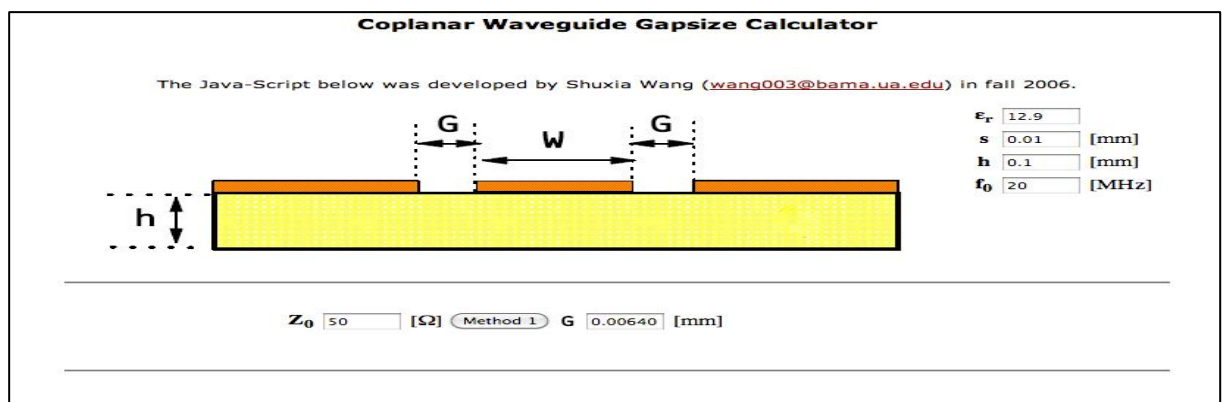 Coplanar Waveguide Gapsize Calculator
The Java-Script below was developed by Shuxia Wang (wang003@bama.ua.edu) in fall 2006.
G W G
h
εr 12.9
s 0.01 [mm]
h 0.1 [mm]
f0 20 [MHz]
Z0 50 [Ω] Method 1 G 0.00640 [mm]